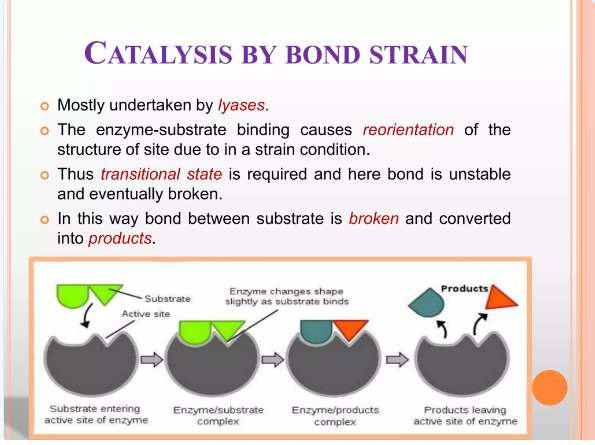 CATALYSIS BY BOND STRAIN
Mostly undertaken by lyases.
The enzyme-substrate binding causes reorientation of the
structure of site due to in a strain condition.
Thus transitional state is required and here bond is unstable
and eventually broken.
In this way bond between substrate is broken and converted
into products.
Substrate
Active site
Enzyme changes shape
slightly as substrate binds
Products
Substrate entering
active site of enzyme
Enzyme/substrate
complex
Enzyme/products
complex
Products leaving
active site of enzyme